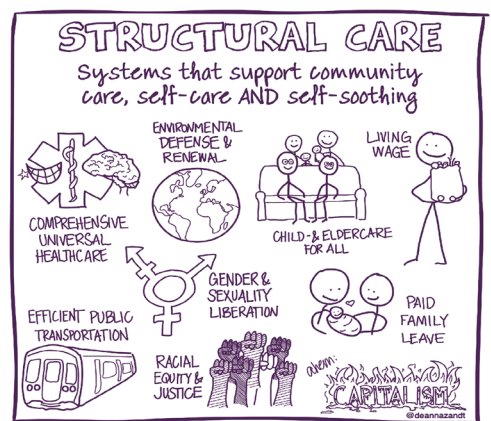 STRUCTURAL CARE
Systems that support community
care, self-care AND self-soothing
ENVIRONMENTAL
DEFENSE &
RENEWAL
LIVING
WAGE
COMPREHENSIVE
UNIVERSAL
HEALTHCARE
CHILD-& ELDERCARE
FOR ALL
GENDER &
SEXUALITY
LIBERATION
PAID
FAMILY
LEAVE
EFFICIENT PUBLIC
TRANSPORTATION
RACIAL
EQUITY &
JUSTICE
ahem:
CAPITALISM
@deannazandt